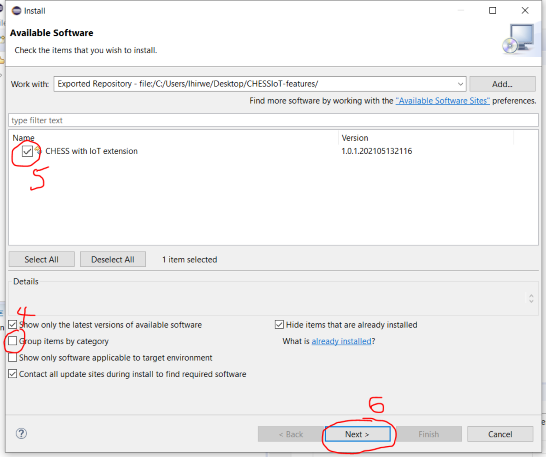 Install
Available Software
Check the items that you wish to install.
Work with: Exported Repository - file:/C:/Users/Ihirwe/Desktop/CHESSIoT-features/ Add...
Find more software by working with the "Available Software Sites" preferences.
type filter text
Name Version
CHESS with IoT extension 1.0.1.202105132116
5
Select All Deselect All 1 item selected
Details
4
Show only the latest versions of available software Hide items that are already installed
Group items by category What is already installed?
Show only software applicable to target environment
Contact all update sites during install to find required software
6
? < Back Next > Finish Cancel